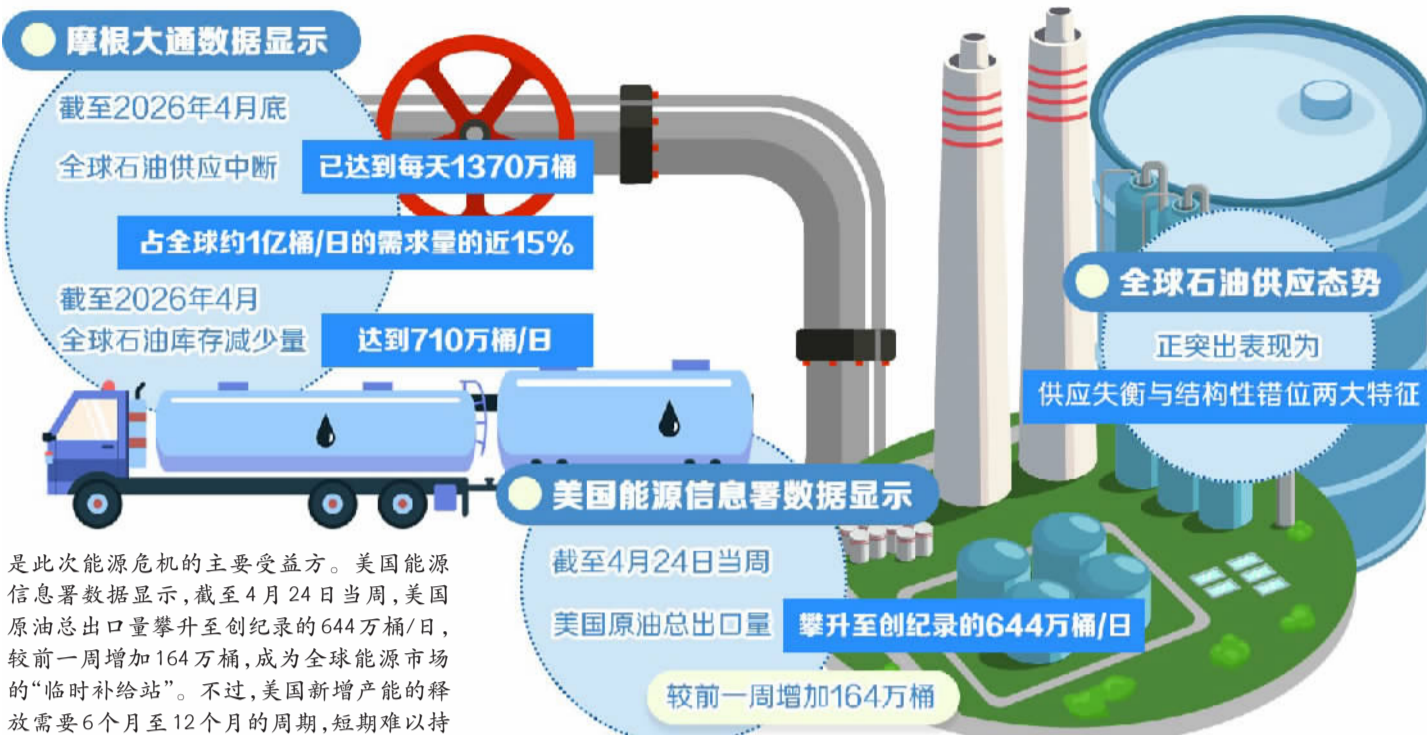 摩根大通数据显示
截至2026年4月底
全球石油供应中断 已达到每天1370万桶
占全球约1亿桶/日的需求量的近15%
截至2026年4月
全球石油库存减少量 达到710万桶/日
全球石油供应态势
正突出表现为
供应失衡与结构性错位两大特征
美国能源信息署数据显示
截至4月24日当周
美国原油总出口量 攀升至创纪录的644万桶/日
较前一周增加164万桶
是此次能源危机的主要受益方。美国能源
信息署数据显示,截至4月24日当周,美国
原油总出口量攀升至创纪录的644万桶/日,
较前一周增加164万桶,成为全球能源市场
的“临时补给站”。不过,美国新增产能的释
放需要6个月至12个月的周期,短期难以持